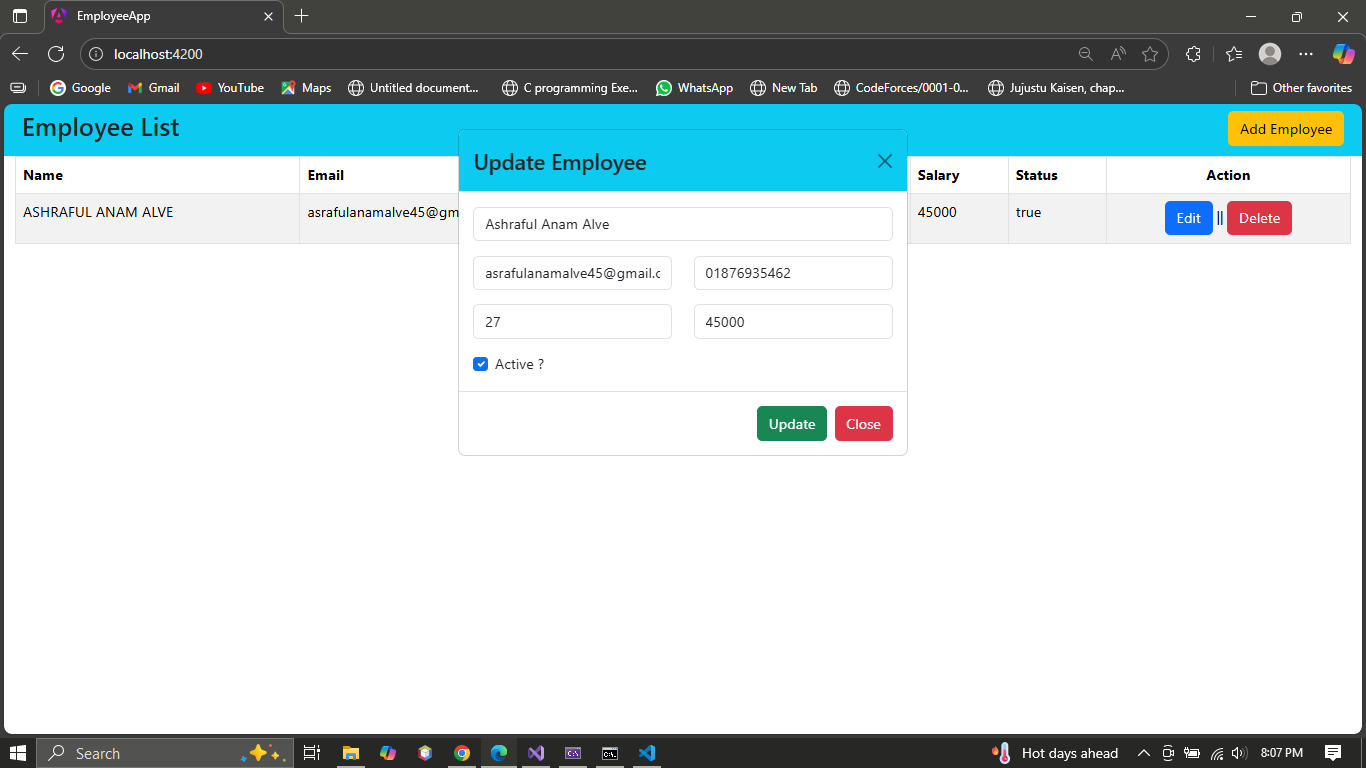 EmployeeApp
localhost:4200
Google Gmail YouTube Maps Untitled document... C programming Exe... WhatsApp New Tab CodeForces/0001-0... Jujustu Kaisen, chap... Other favorites
Employee List Add Employee
Update Employee
Name Email Salary Status Action
ASHRAFUL ANAM ALVE asrafulanamalve45@gm 45000 true Edit || Delete
Ashraful Anam Alve
asrafulanamalve45@gmail.c 01876935462
27 45000
Active ?
Update Close
Search Hot days ahead 8:07 PM